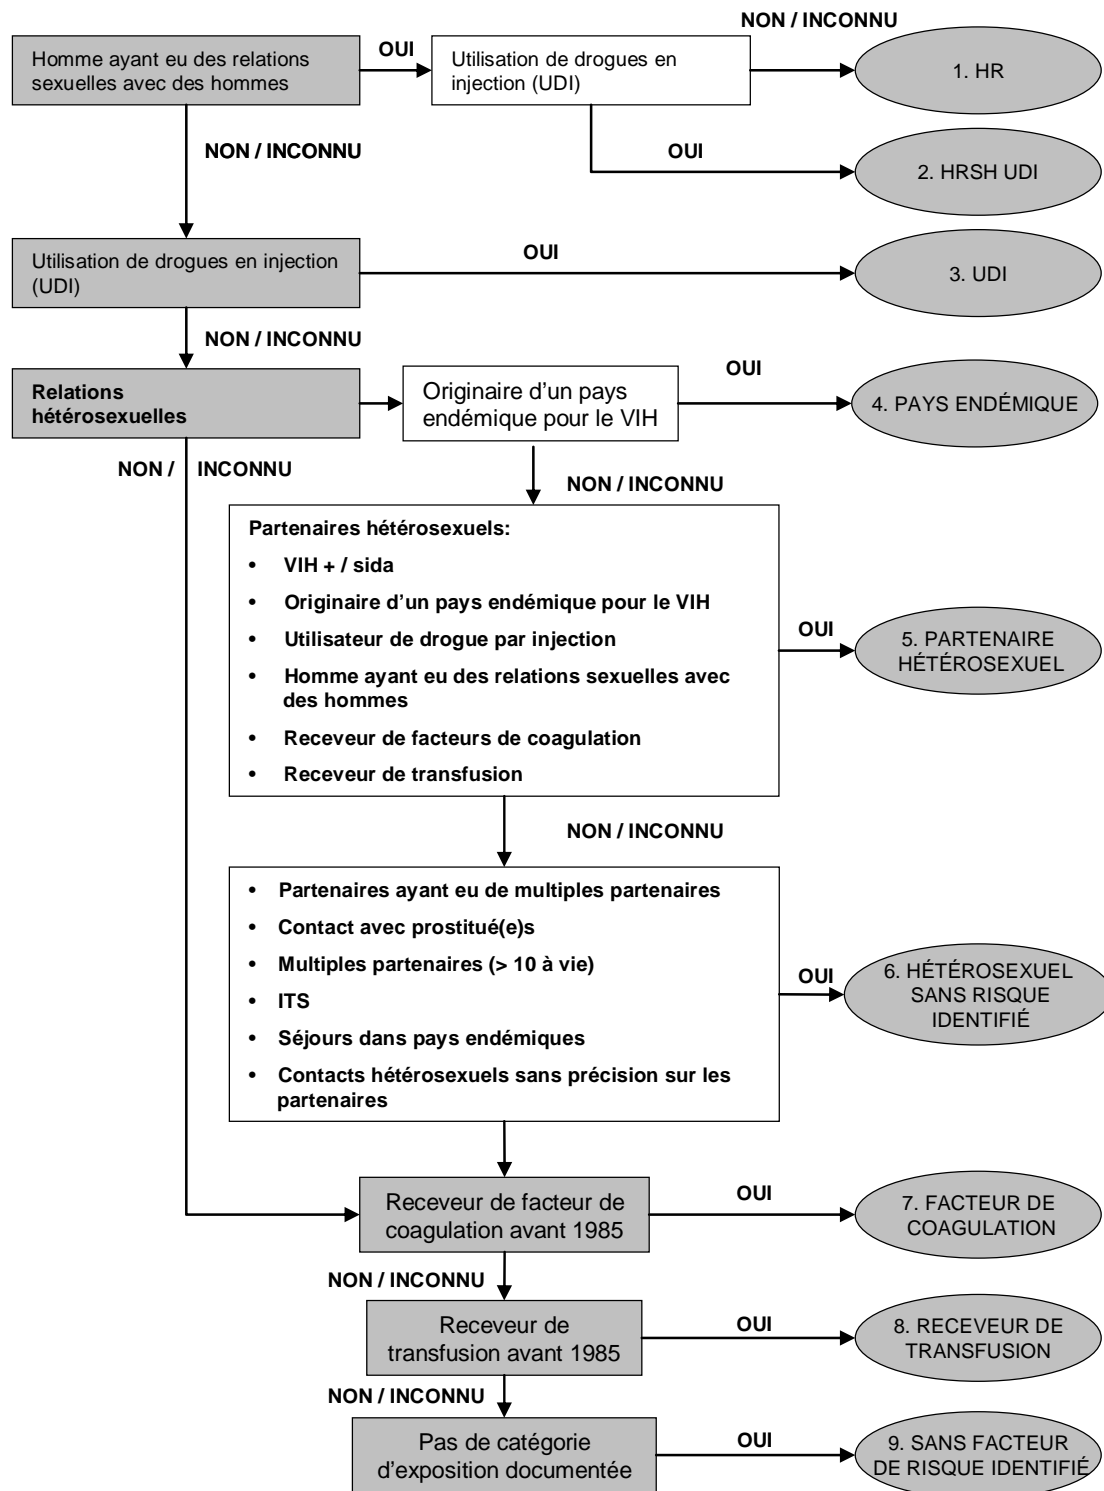 NON / INCONNU
Homme ayant eu des relations
sexuelles avec des hommes
OUI
Utilisation de drogues en
injection (UDI)
1. HR
NON / INCONNU
OUI
2. HRSH UDI
Utilisation de drogues en injection
(UDI)
OUI
3. UDI
NON / INCONNU
Relations
hétérosexuelles
Originaire d'un pays
endémique pour le VIH
OUI
4. PAYS ENDÉMIQUE
NON / INCONNU
NON / INCONNU
Partenaires hétérosexuels:
• VIH + / sida
• Originaire d'un pays endémique pour le VIH
• Utilisateur de drogue par injection
• Homme ayant eu des relations sexuelles avec
des hommes
• Receveur de facteurs de coagulation
• Receveur de transfusion
OUI
5. PARTENAIRE
HÉTÉROSEXUEL
NON / INCONNU
• Partenaires ayant eu de multiples partenaires
• Contact avec prostitué(e)s
• Multiples partenaires (> 10 à vie)
• ITS
• Séjours dans pays endémiques
• Contacts hétérosexuels sans précision sur les
partenaires
OUI
6. HÉTÉROSEXUEL
SANS RISQUE
IDENTIFIÉ
Receveur de facteur de
coagulation avant 1985
OUI
7. FACTEUR DE
COAGULATION
NON / INCONNU
Receveur de
transfusion avant 1985
OUI
8. RECEVEUR DE
TRANSFUSION
NON / INCONNU
Pas de catégorie
d'exposition documentée
OUI
9. SANS FACTEUR
DE RISQUE IDENTIFIÉ